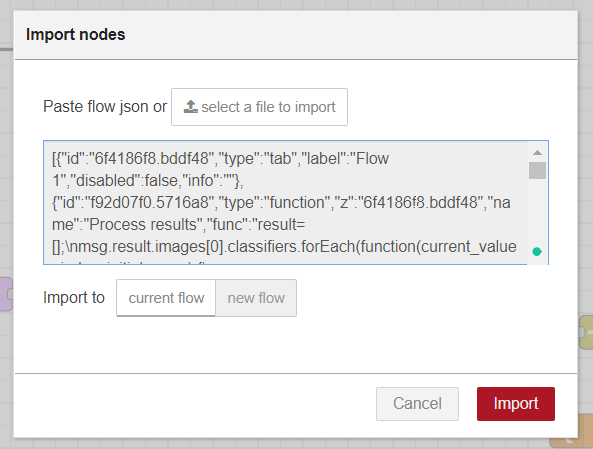 Import nodes
Paste flow json or select a file to import
[{"id":"6f4186f8.bddf48","type":"tab","label":"Flow
1","disabled":false,"info":""},
{"id":"f92d07f0.5716a8","type":"function","z":"6f4186f8.bddf48","na
me":"Process results","func":"result=
[];\nmsg.result.images[0].classifiers.forEach(function(current_value
Import to current flow new flow
Cancel Import